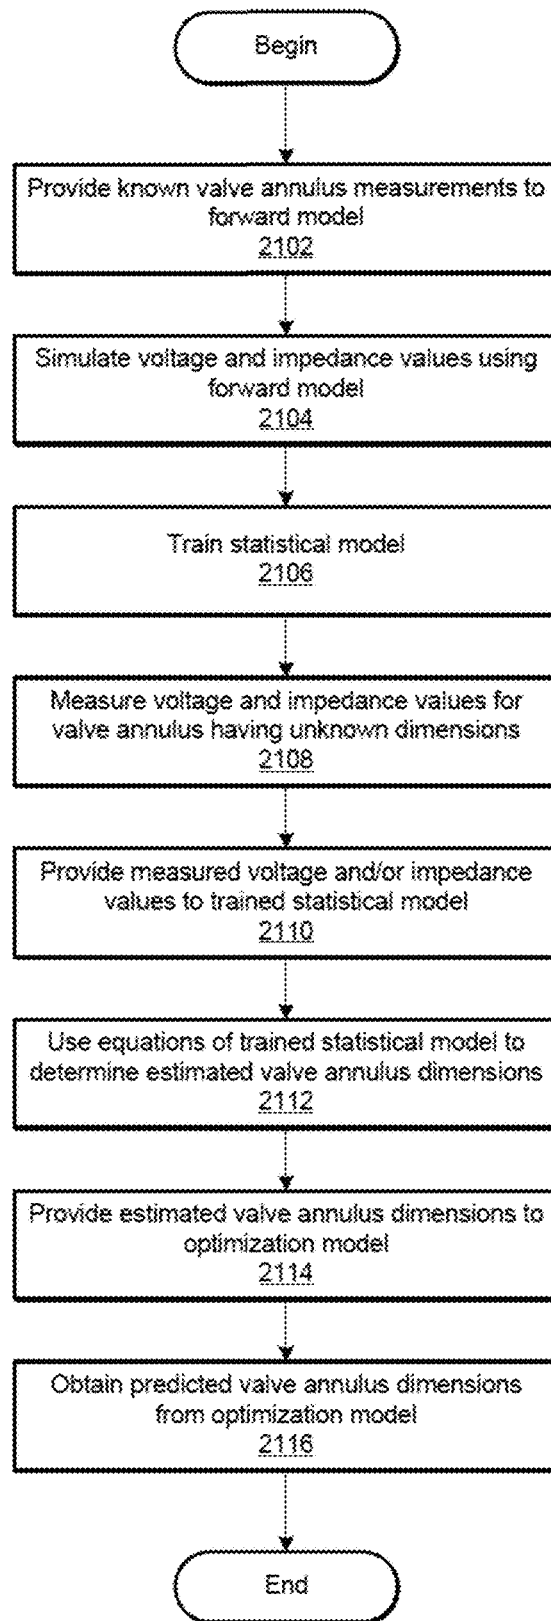 Begin
Provide known valve annulus measurements to
forward model
2102
Simulate voltage and impedance values using
forward model
2104
Train statistical model
2106
Measure voltage and impedance values for
valve annulus having unknown dimensions
2108
Provide measured voltage and/or impedance
values to trained statistical model
2110
Use equations of trained statistical model to
determine estimated valve annulus dimensions
2112
Provide estimated valve annulus dimensions to
optimization model
2114
Obtain predicted valve annulus dimensions
from optimization model
2116
End